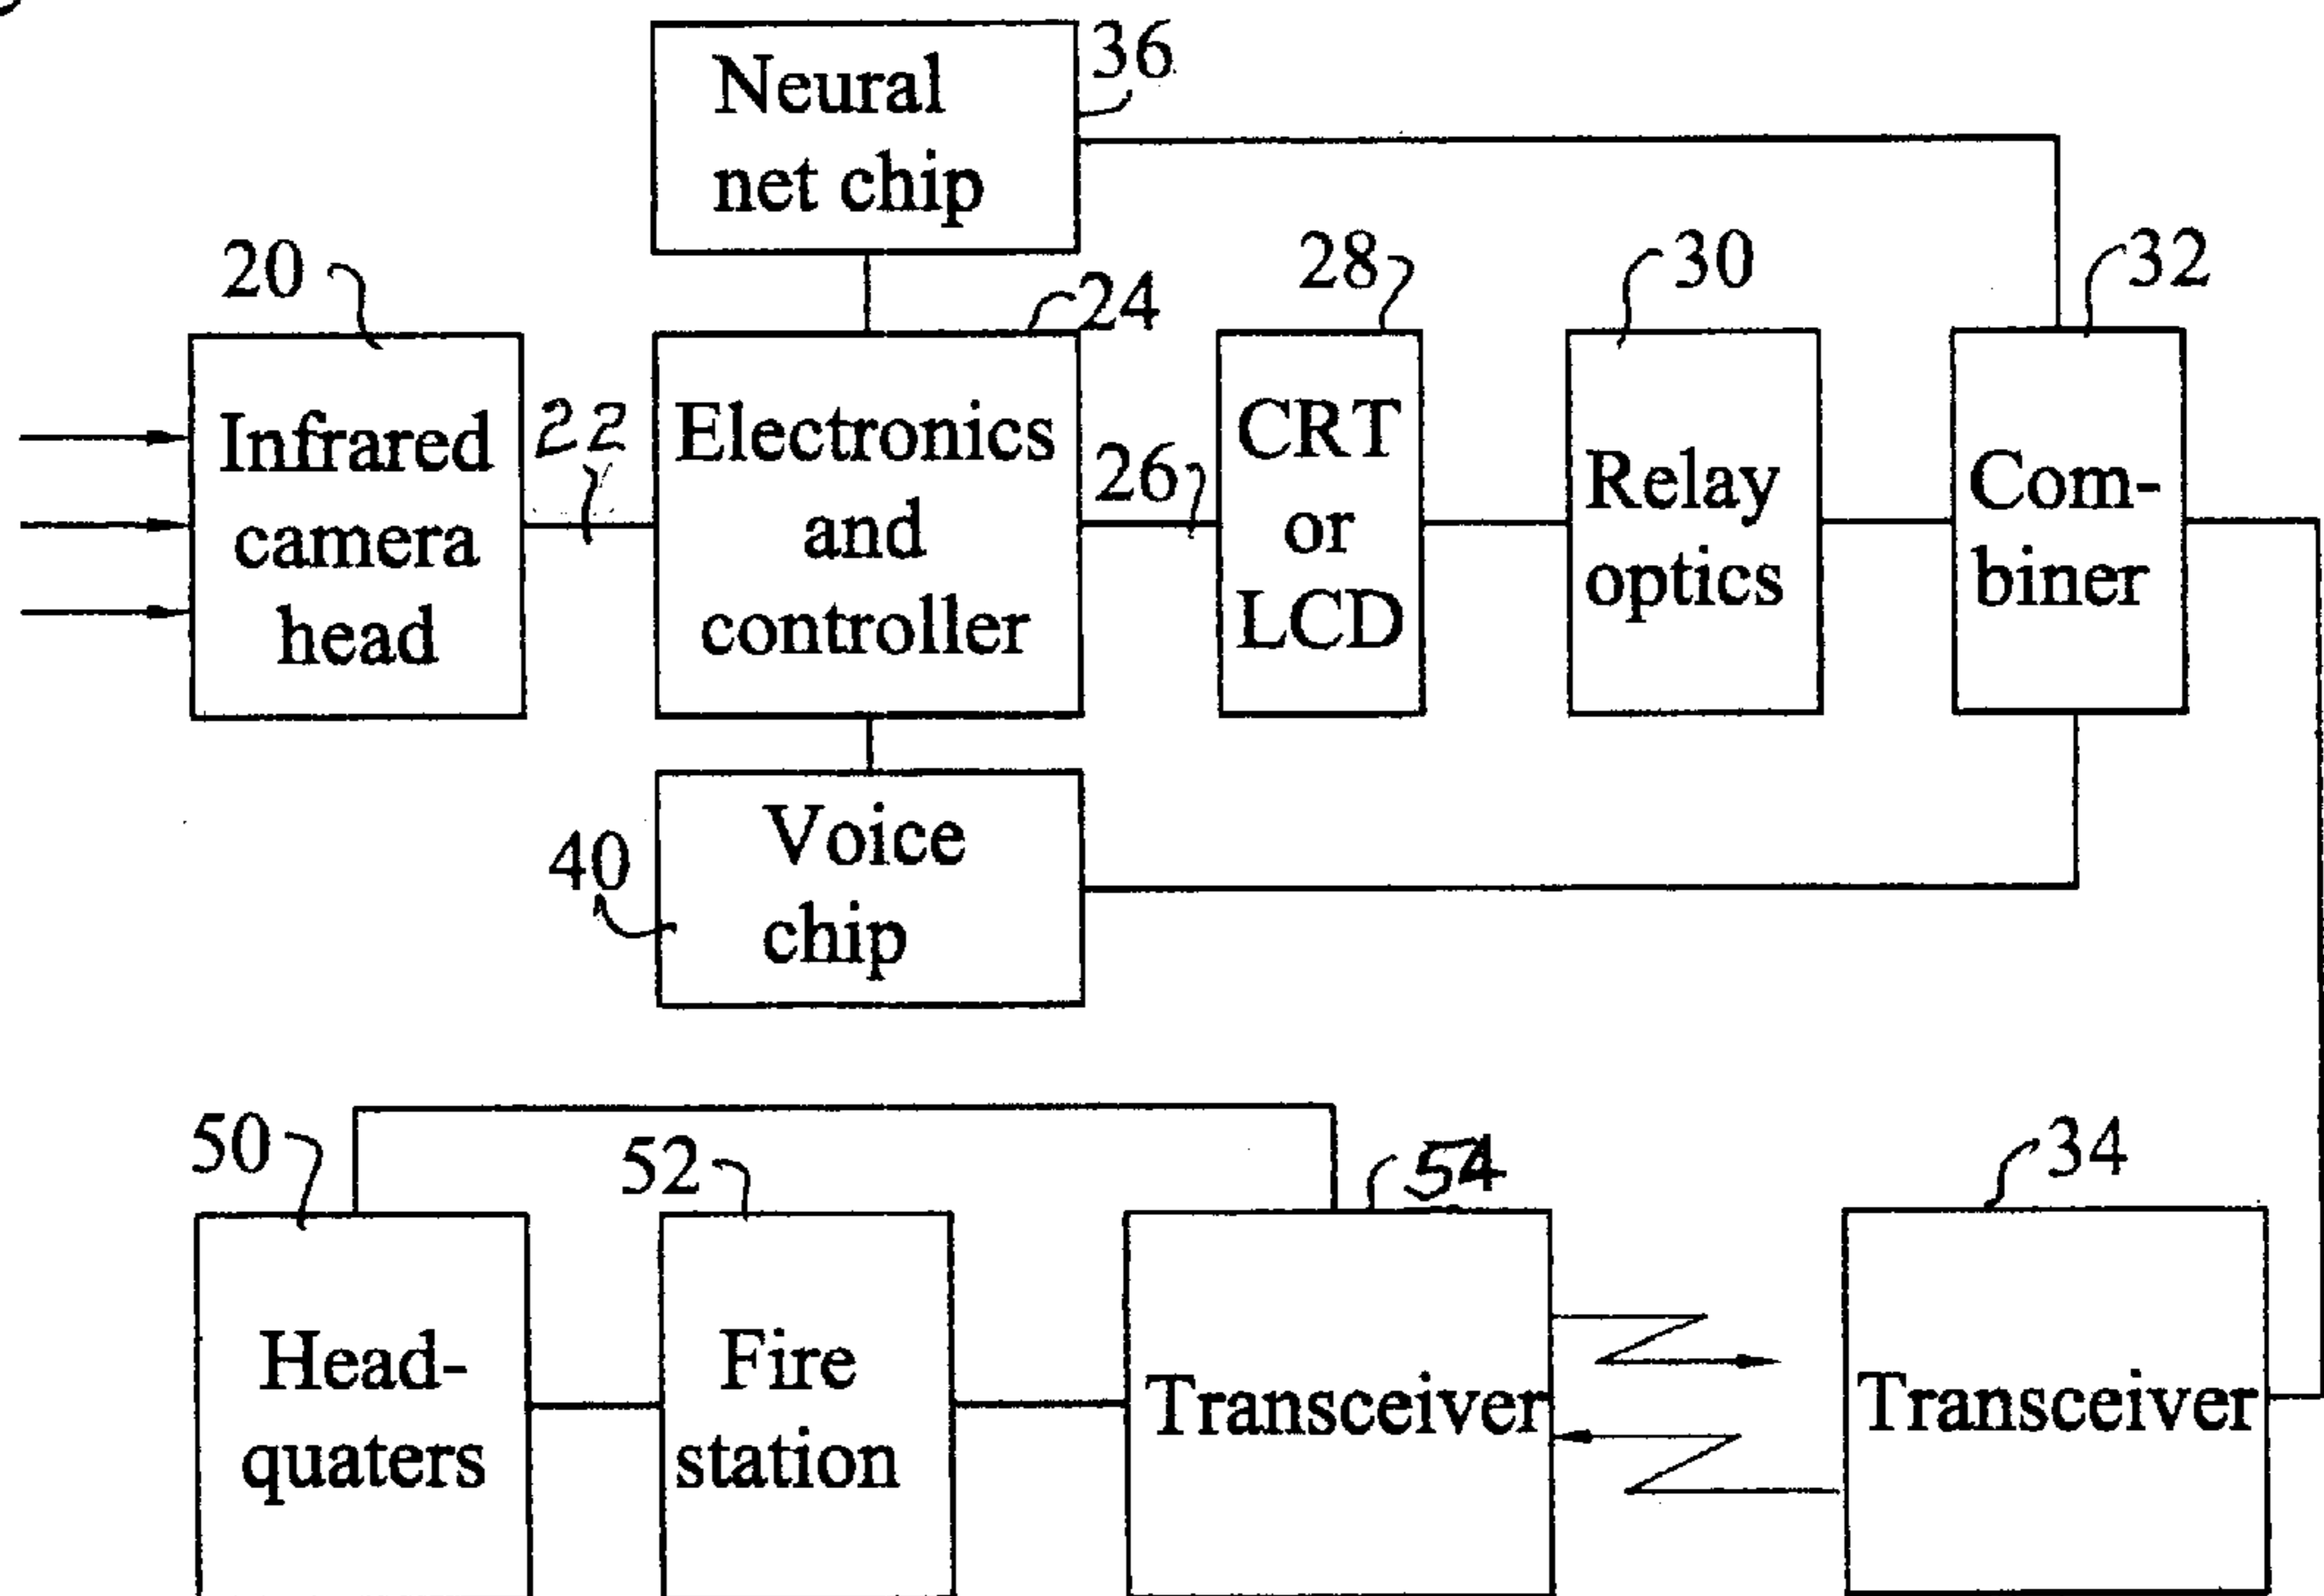 Neural
net chip
36
20
24
28
30
32
Infrared
camera
head
22
Electronics
and
controller
26
CRT
or
LCD
Relay
optics
Com-
biner
40
Voice
chip
50
52
54
34
Head-
quaters
Fire
station
Transceiver
Transceiver